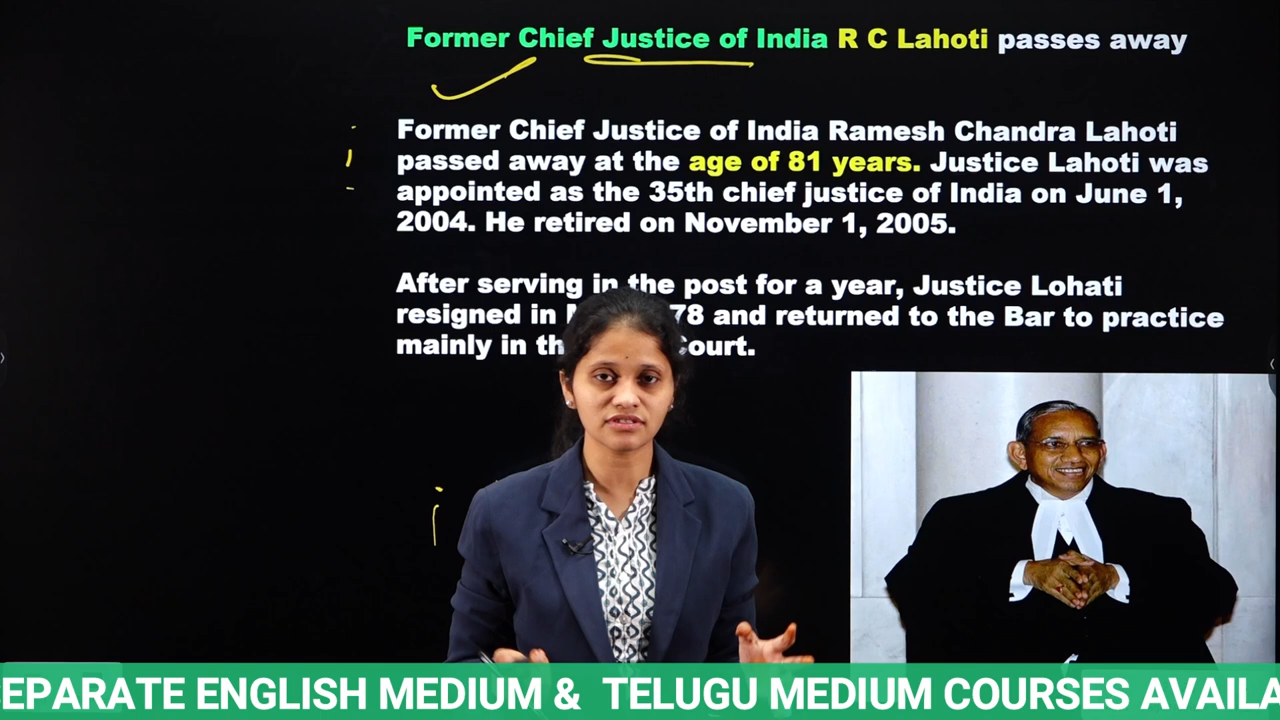 Former Chief Justice of India R C Lahoti passes away
Former Chief Justice of India Ramesh Chandra Lahoti
passed away at the age of 81 years. Justice Lahoti was
appointed as the 35th chief justice of India on June 1,
2004. He retired on November 1, 2005.
After serving in the post for a year, Justice Lohati
resigned in 78 and returned to the Bar to practice
mainly in Court.
EPARATE ENGLISH MEDIUM & TELUGU MEDIUM COURSES AVAILA